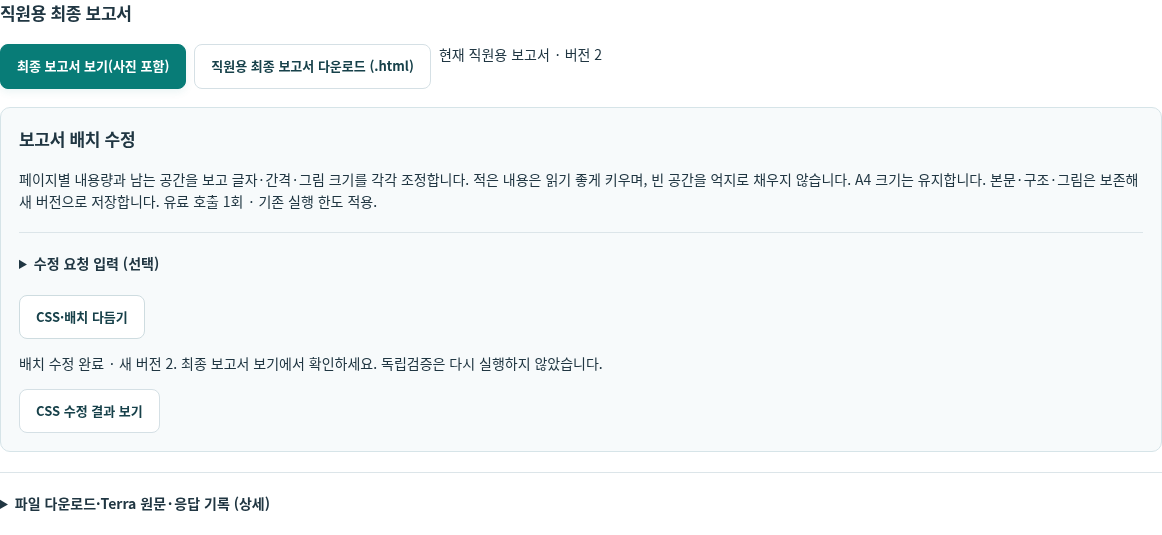 직원용 최종 보고서
최종 보고서 보기(사진 포함)
직원용 최종 보고서 다운로드 (.html)
현재 직원용 보고서 · 버전 2
보고서 배치 수정
페이지별 내용량과 남는 공간을 보고 글자·간격·그림 크기를 각각 조정합니다. 적은 내용은 읽기 좋게 키우며, 빈 공간을 억지로 채우지 않습니다. A4 크기는 유지합니다. 본문·구조·그림은 보존해
새 버전으로 저장합니다. 유료 호출 1회 · 기존 실행 한도 적용.
▶ 수정 요청 입력 (선택)
CSS·배치 다듬기
배치 수정 완료 · 새 버전 2. 최종 보고서 보기에서 확인하세요. 독립검증은 다시 실행하지 않았습니다.
CSS 수정 결과 보기
▶ 파일 다운로드·Terra 원문·응답 기록 (상세)